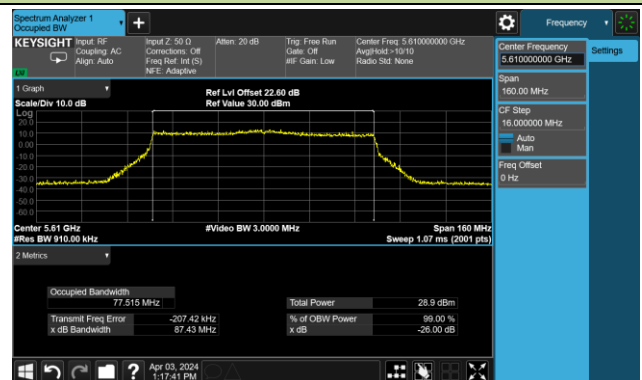 Spectrum Analyzer 1
Occupied BW
Frequency
KEYSIGHT
Input: RF
Coupling: AC
Align: Auto
Input Z: 50 Ω
Corrections: Off
Freq Ref: Int (S)
NFE: Adaptive
Atten: 20 dB
Trig: Free Run
Gate: Off
#IF Gain: Low
Center Freq: 5.610000000 GHz
Avg|Hold:>10/10
Radio Std: None
Center Frequency
5.610000000 GHz
Settings
Span
160.00 MHz
CF Step
16.000000 MHz
Auto
Man
Freq Offset
0 Hz
1 Graph
Scale/Div 10.0 dB
Ref Lvl Offset 22.60 dB
Ref Value 30.00 dBm
Log
20.0
10.0
0.00
-10.0
-20.0
-30.0
-40.0
-50.0
-60.0
Center 5.61 GHz
#Res BW 910.00 kHz
#Video BW 3.0000 MHz
Span 160 MHz
Sweep 1.07 ms (2001 pts)
2 Metrics
Occupied Bandwidth
77.515 MHz
Total Power 28.9 dBm
Transmit Freq Error -207.42 kHz
% of OBW Power 99.00 %
x dB Bandwidth 87.43 MHz
x dB -26.00 dB
Apr 03, 2024
1:17:41 PM